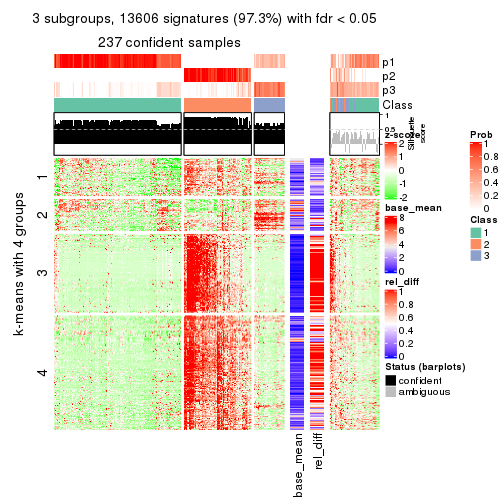 3 subgroups, 13606 signatures (97.3%) with fdr < 0.05
237 confident samples
p1
p2
p3
Class
1
0.5
0
Silhouette
score
k-means with 4 groups
1
2
3
4
base_mean
rel_diff
z-score
2
1
0
-1
-2
base_mean
8
6
4
2
0
rel_diff
1
0.8
0.6
0.4
0.2
0
Status (barplots)
confident
ambiguous
Prob
1
0.8
0.6
0.4
0.2
0
Class
1
2
3